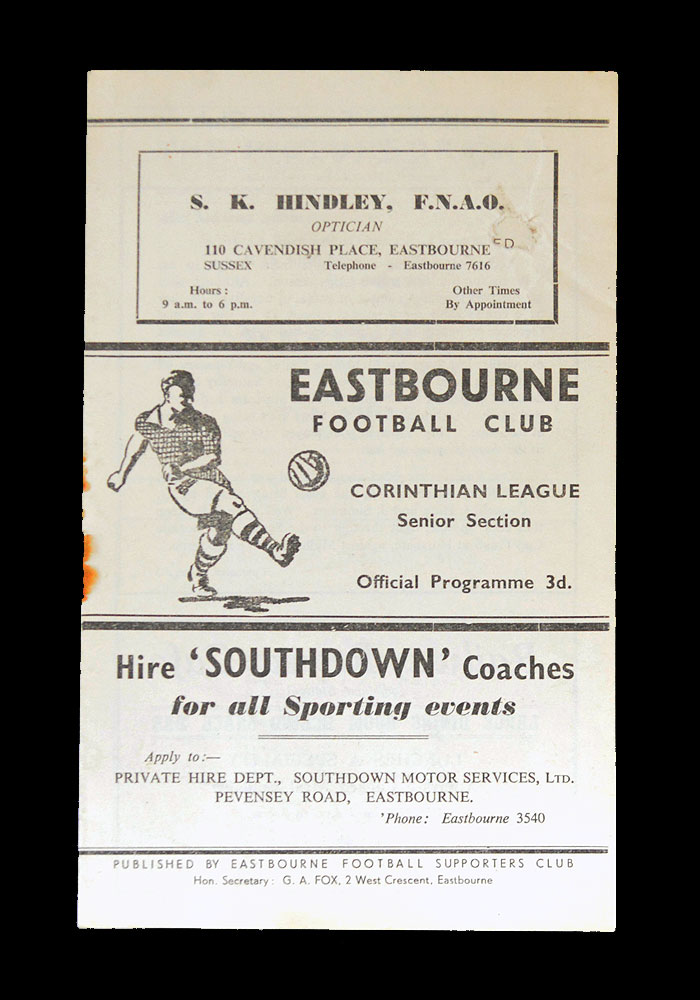 S. K. HINDLEY, F.N.A.O.
OPTICIAN
110 CAVENDISH PLACE, EASTBOURNE
SUSSEX Telephone - Eastbourne 7616
Hours : Other Times
9 a.m. to 6 p.m. By Appointment
EASTBOURNE
FOOTBALL CLUB
CORINTHIAN LEAGUE
Senior Section
Official Programme 3d.
Hire ‘SOUTHDOWN’ Coaches
for all Sporting events
Apply to :—
PRIVATE HIRE DEPT., SOUTHDOWN MOTOR SERVICES, LTD.
PEVENSEY ROAD, EASTBOURNE.
’Phone : Eastbourne 3540
PUBLISHED BY EASTBOURNE FOOTBALL SUPPORTERS CLUB
Hon. Secretary : G. A. FOX, 2 West Crescent, Eastbourne